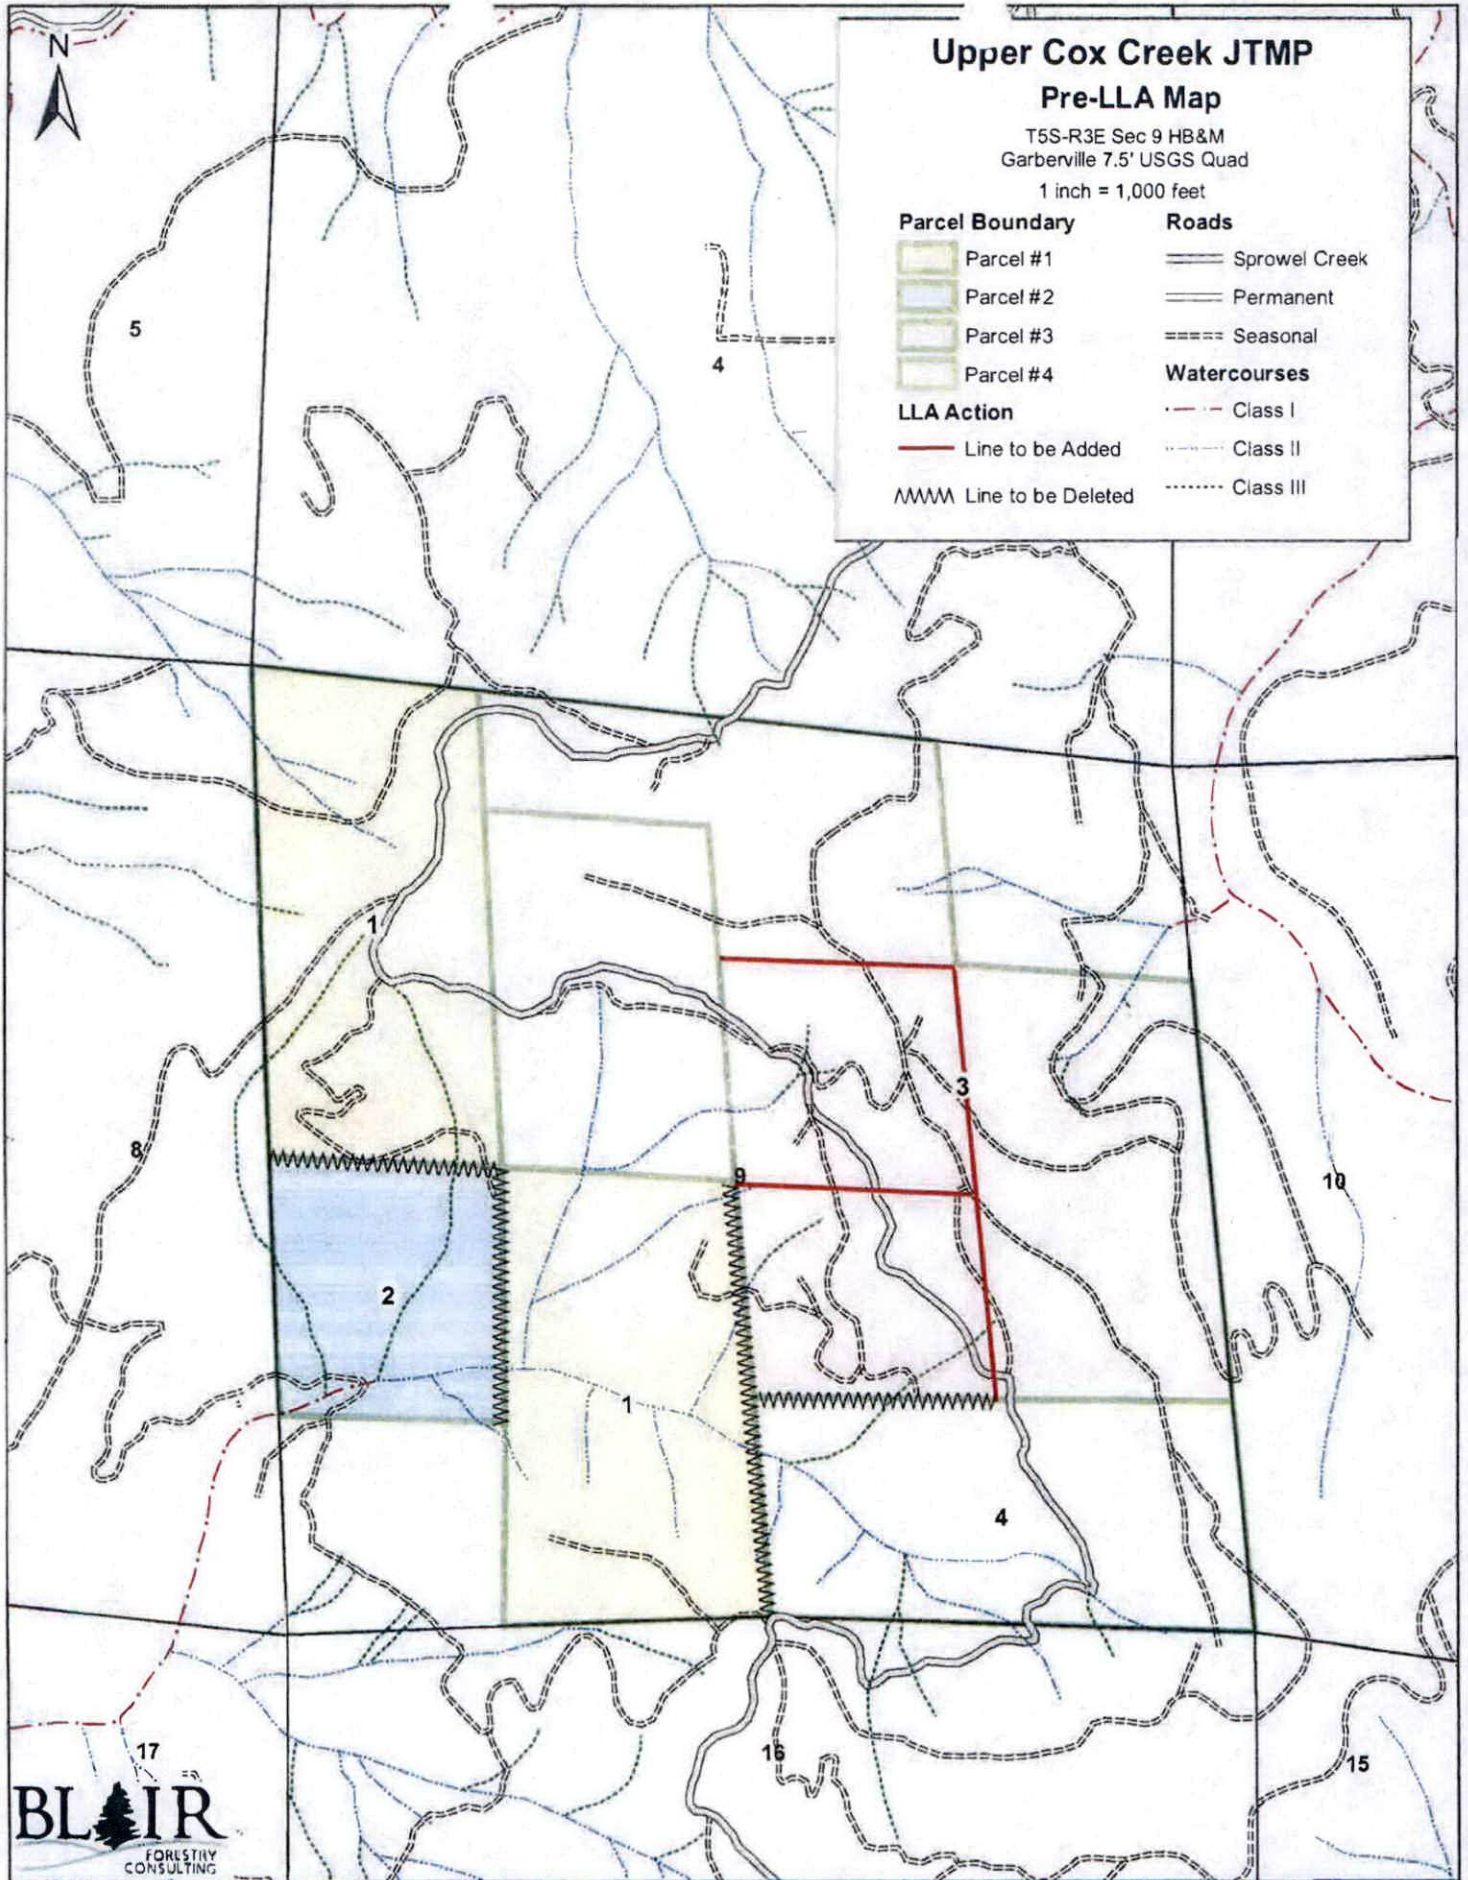 N
Upper Cox Creek JTMP
Pre-LLA Map
T5S-R3E Sec 9 HB&M
Garberville 7.5' USGS Quad
1 inch = 1,000 feet
Parcel Boundary
Parcel #1
Parcel #2
Parcel #3
Parcel #4
LLA Action
Line to be Added
Line to be Deleted
Roads
Sprowel Creek
Permanent
Seasonal
Watercourses
Class I
Class II
Class III
5
4
1
3
8
9
10
2
1
4
17
16
15
BLAIR
FORESTRY
CONSULTING